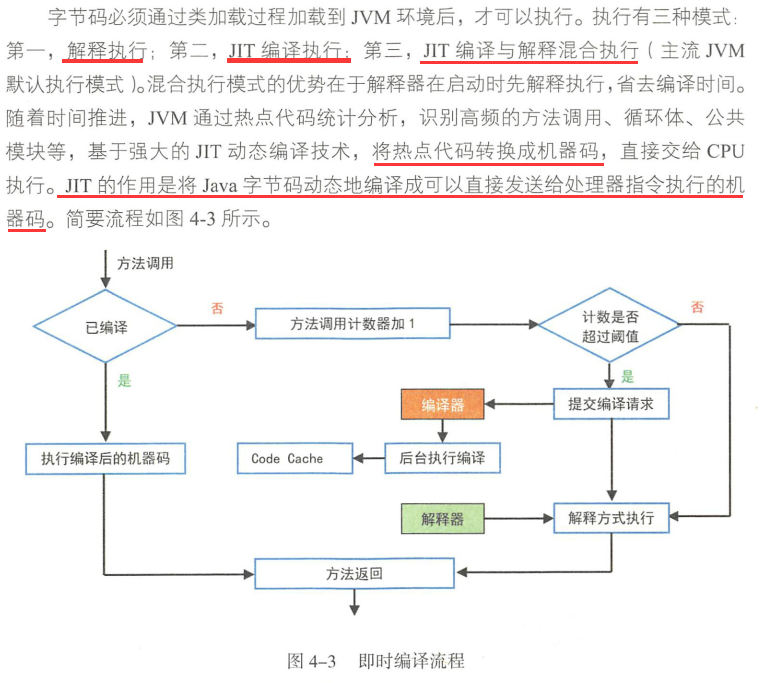 字节码必须通过类加载过程加载到 JVM 环境后，才可以执行。执行有三种模式：
第一，解释执行；第二，JIT 编译执行；第三，JIT 编译与解释混合执行（主流 JVM
默认执行模式）。混合执行模式的优势在于解释器在启动时先解释执行，省去编译时间。
随着时间推进，JVM 通过热点代码统计分析，识别高频的方法调用、循环体、公共
模块等，基于强大的 JIT 动态编译技术，将热点代码转换成机器码，直接交给 CPU
执行。JIT 的作用是将 Java 字节码动态地编译成可以直接发送给处理器指令执行的机
器码。简要流程如图 4-3 所示。
方法调用
已编译
否
方法调用计数器加 1
计数是否
超过阈值
否
是
是
编译器
提交编译请求
执行编译后的机器码
Code Cache
后台执行编译
解释器
解释方式执行
方法返回
图 4-3 即时编译流程